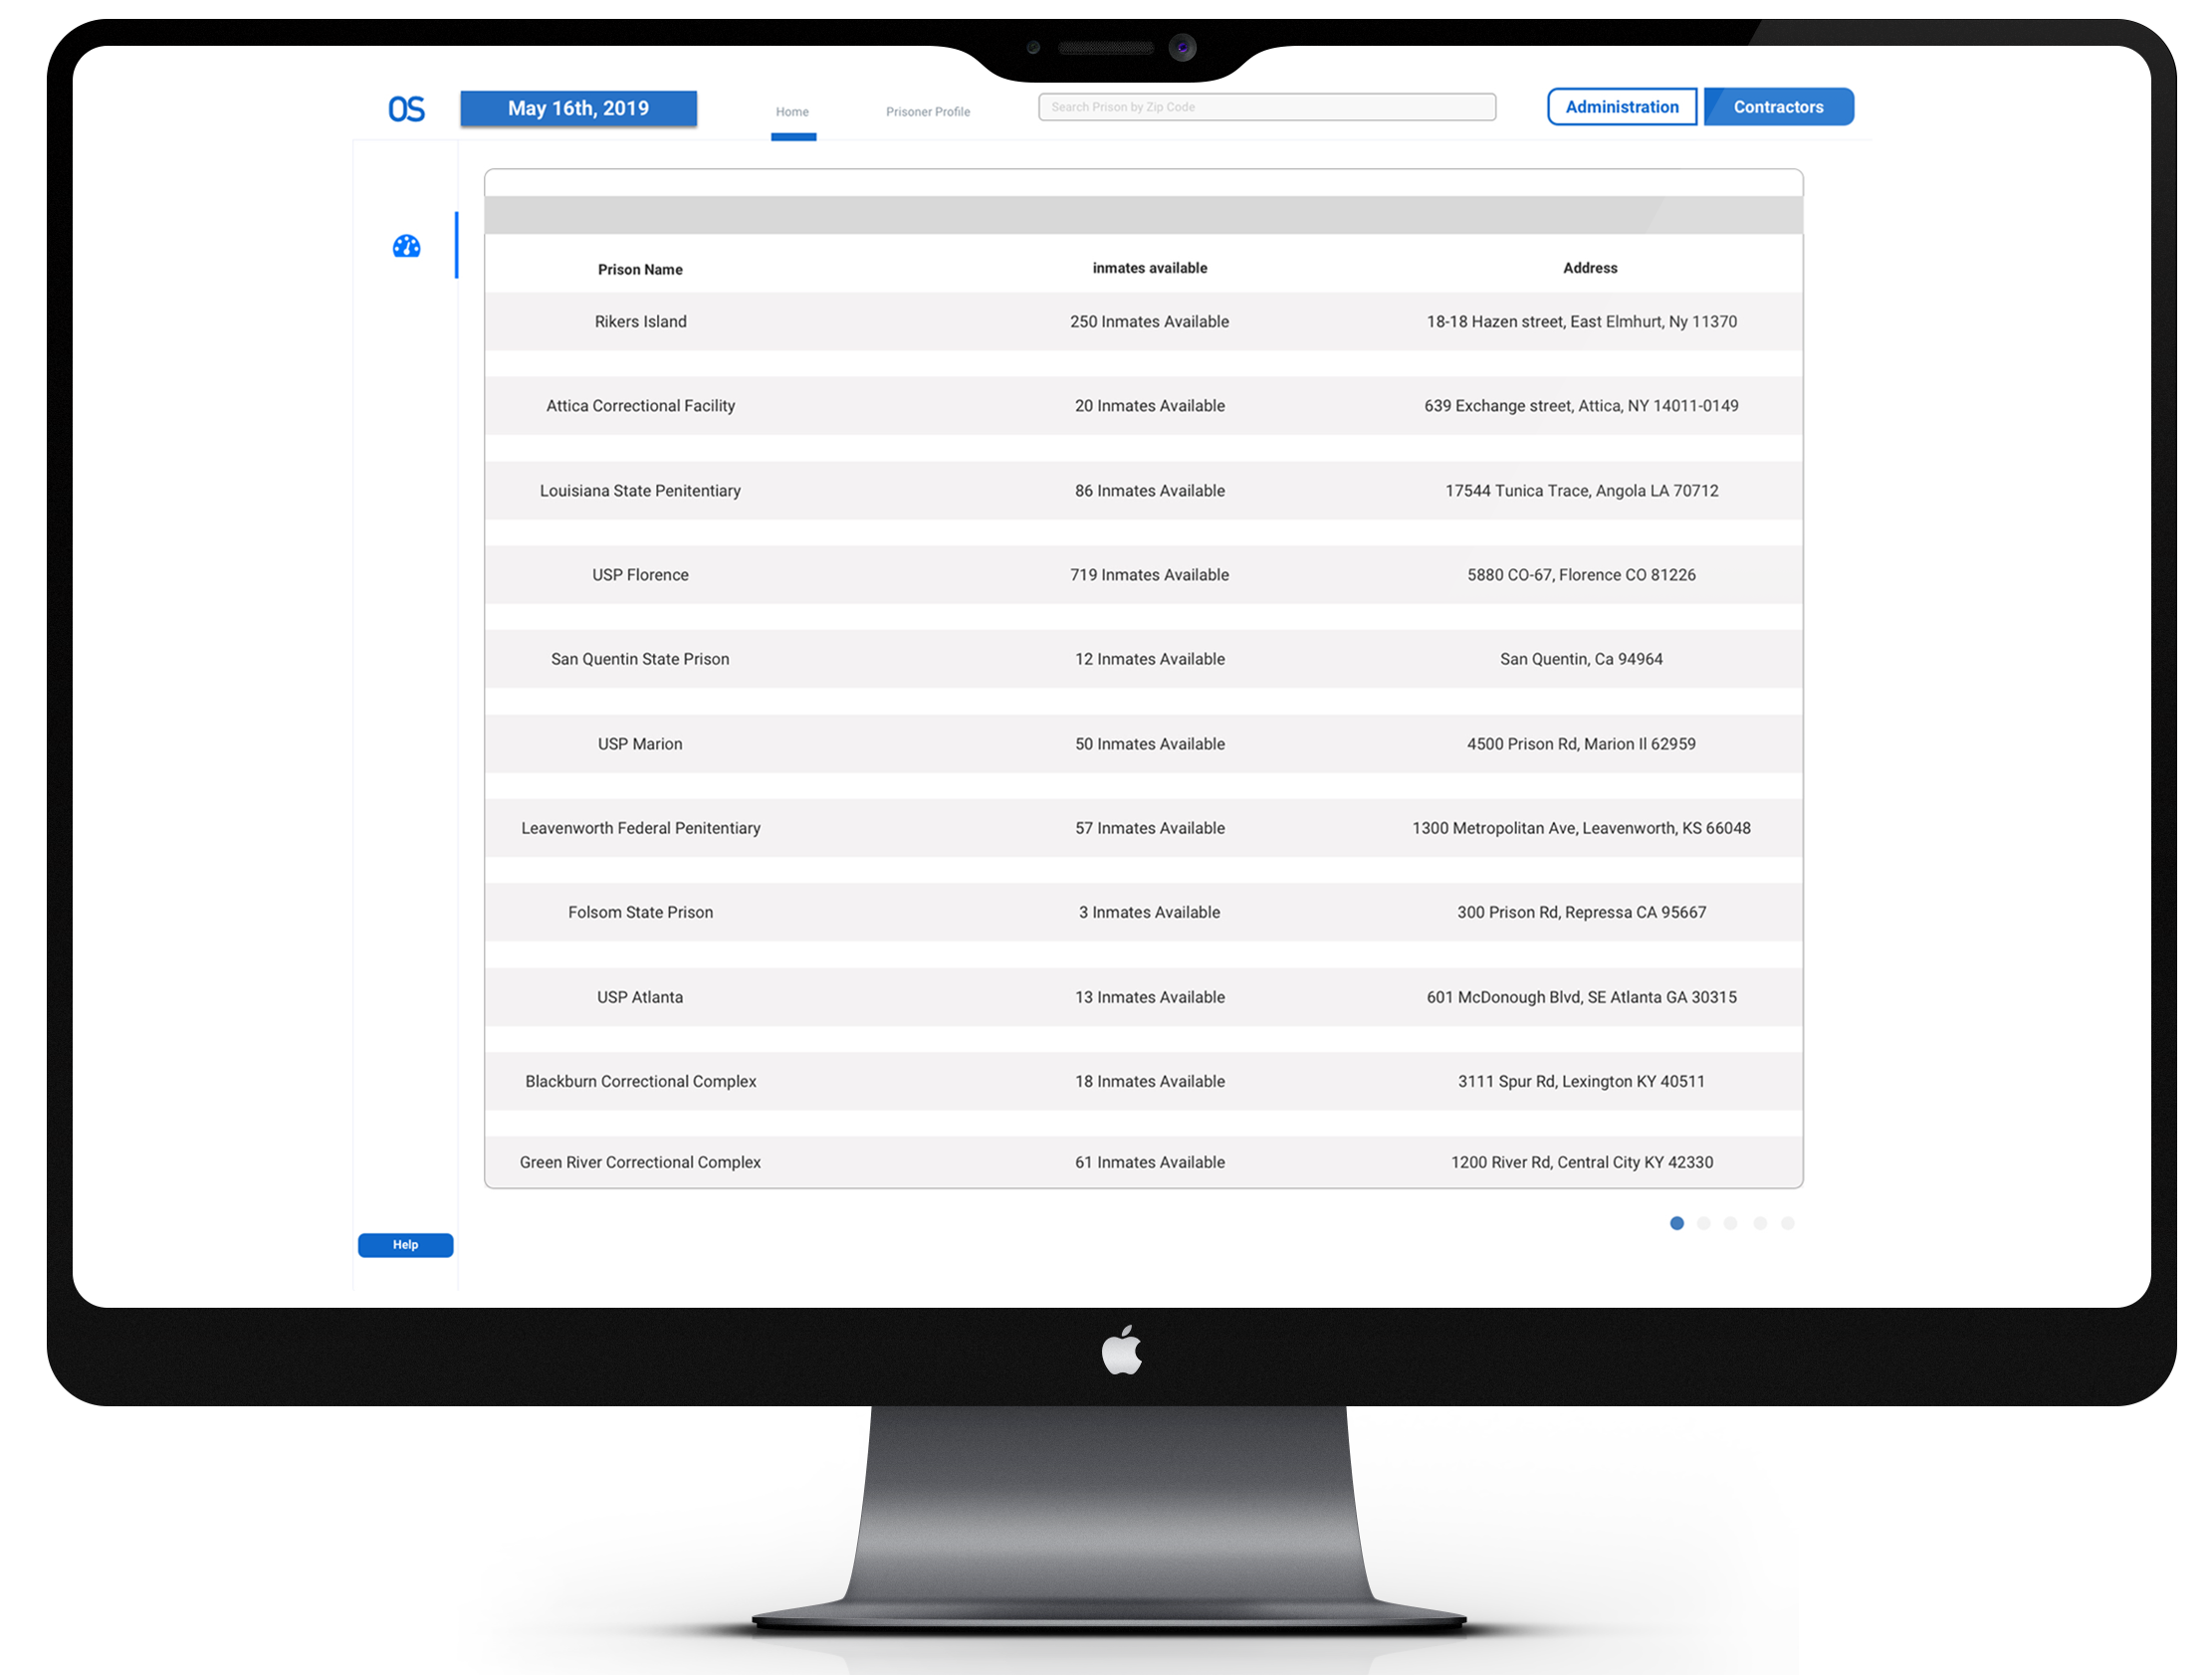 OS
May 16th, 2019
Home
Prisoner Profile
Search Prison by Zip Code
Administration
Contractors
Prison Name
inmates available
Address
Rikers Island
250 Inmates Available
18-18 Hazen street, East Elmhurt, Ny 11370
Attica Correctional Facility
20 Inmates Available
639 Exchange street, Attica, NY 14011-0149
Louisiana State Penitentiary
86 Inmates Available
17544 Tunica Trace, Angola LA 70712
USP Florence
719 Inmates Available
5880 CO-67, Florence CO 81226
San Quentin State Prison
12 Inmates Available
San Quentin, Ca 94964
USP Marion
50 Inmates Available
4500 Prison Rd, Marion Il 62959
Leavenworth Federal Penitentiary
57 Inmates Available
1300 Metropolitan Ave, Leavenworth, KS 66048
Folsom State Prison
3 Inmates Available
300 Prison Rd, Repressa CA 95667
USP Atlanta
13 Inmates Available
601 McDonough Blvd, SE Atlanta GA 30315
Blackburn Correctional Complex
18 Inmates Available
3111 Spur Rd, Lexington KY 40511
Green River Correctional Complex
61 Inmates Available
1200 River Rd, Central City KY 42330
Help